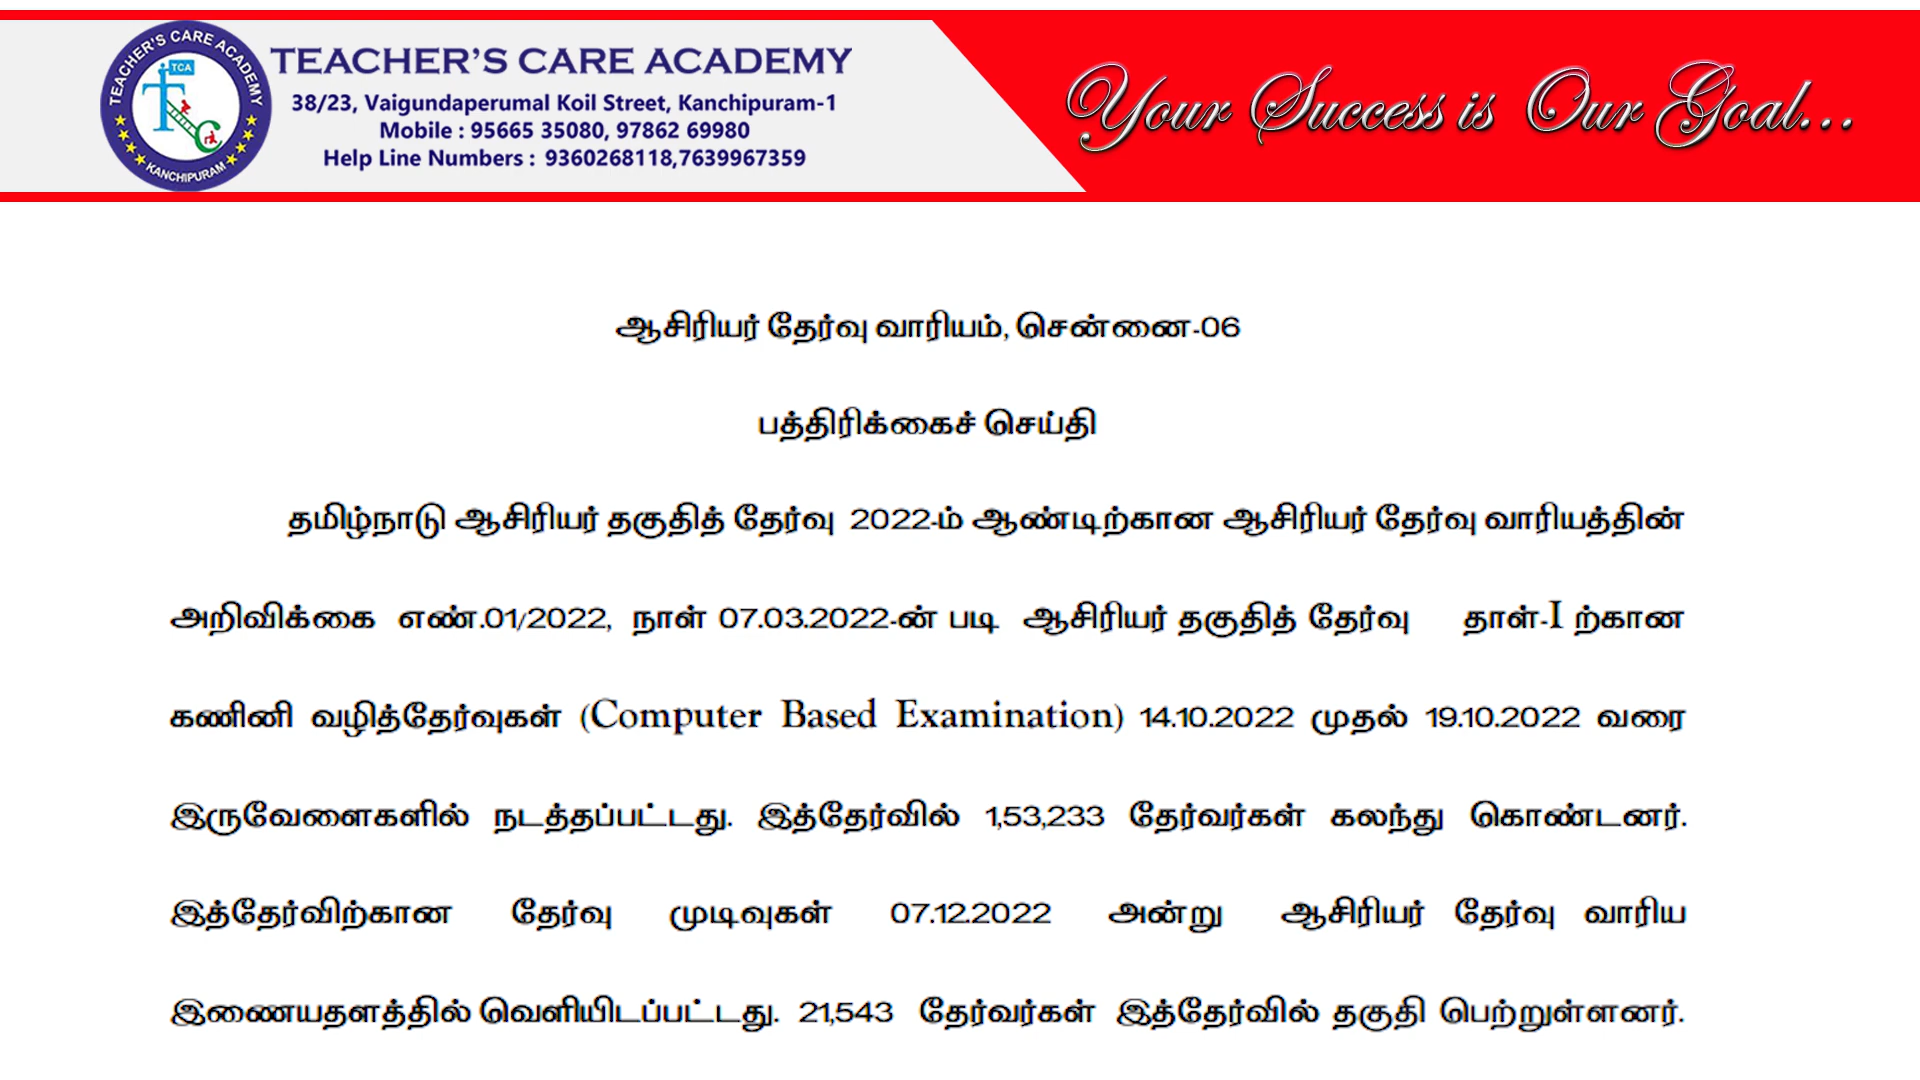 TEACHER'S CARE ACADEMY
TCA
KANCHIPURAM
TEACHER'S CARE ACADEMY
38/23, Vaigundaperumal Koil Street, Kanchipuram-1
Mobile : 95665 35080, 97862 69980
Help Line Numbers : 9360268118,7639967359
Your Success is Our Goal...
ஆசிரியர் தேர்வு வாரியம், சென்னை-06
பத்திரிக்கைச் செய்தி
தமிழ்நாடு ஆசிரியர் தகுதித் தேர்வு 2022-ம் ஆண்டிற்கான ஆசிரியர் தேர்வு வாரியத்தின்
அறிவிக்கை எண்.01/2022, நாள் 07.03.2022-ன் படி ஆசிரியர் தகுதித் தேர்வு தாள்-I ற்கான
கணினி வழித்தேர்வுகள் (Computer Based Examination) 14.10.2022 முதல் 19.10.2022 வரை
இருவேளைகளில் நடத்தப்பட்டது. இத்தேர்வில் 1,53,233 தேர்வர்கள் கலந்து கொண்டனர்.
இத்தேர்விற்கான தேர்வு முடிவுகள் 07.12.2022 அன்று ஆசிரியர் தேர்வு வாரிய
இணையதளத்தில் வெளியிடப்பட்டது. 21,543 தேர்வர்கள் இத்தேர்வில் தகுதி பெற்றுள்ளனர்.